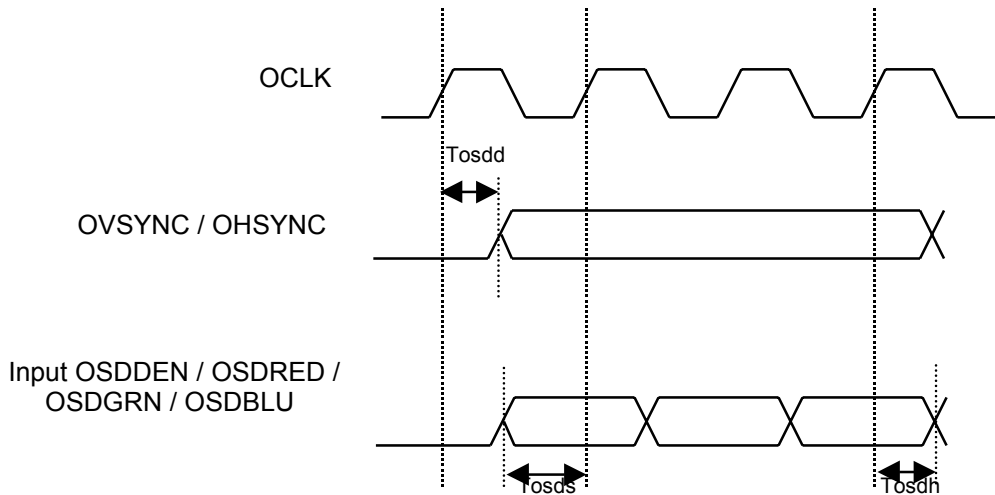 OCLK
Tosdd
OVSYNC / OHSYNC
Input OSDDEN / OSDRED /
OSDGRN / OSDBLU
Tosds
Tosdh